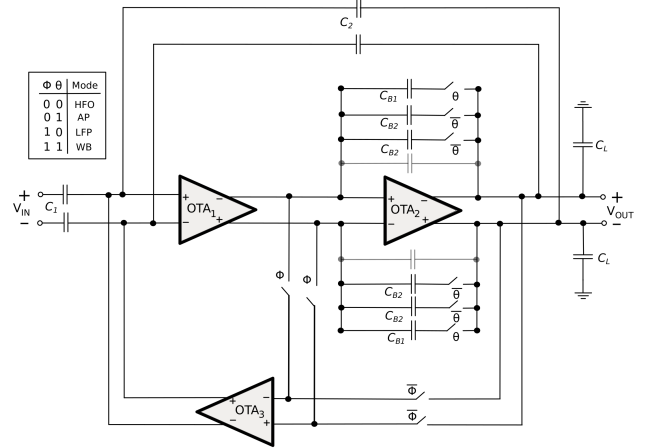 C2
Φ θ Mode
0 0 HFO
0 1 AP
1 0 LFP
1 1 WB
CB1 θ
CB2 θ̅
CB2 θ̅
CL
+ C1 + − + − +
VIN OTA1 OTA2 VOUT
− − + − + −
CL
Φ Φ
CB2 θ̅
CB2 θ̅
CB1 θ
Φ̅
+ −
OTA3
Φ̅
− +